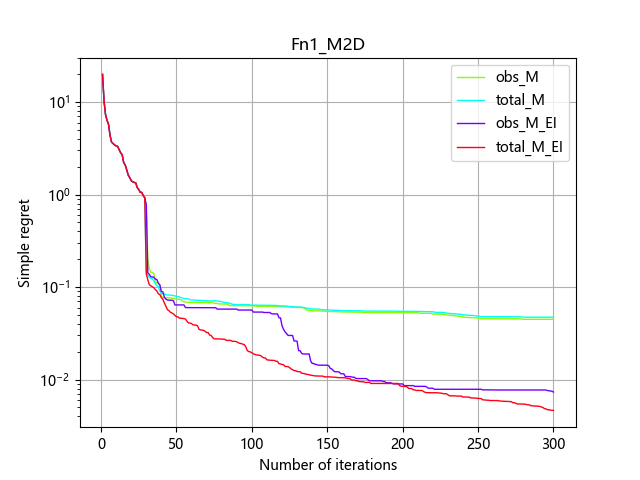 Fn1_M2D
Simple regret
10¹
10⁰
10⁻¹
10⁻²
obs_M
total_M
obs_M_EI
total_M_EI
0 50 100 150 200 250 300
Number of iterations